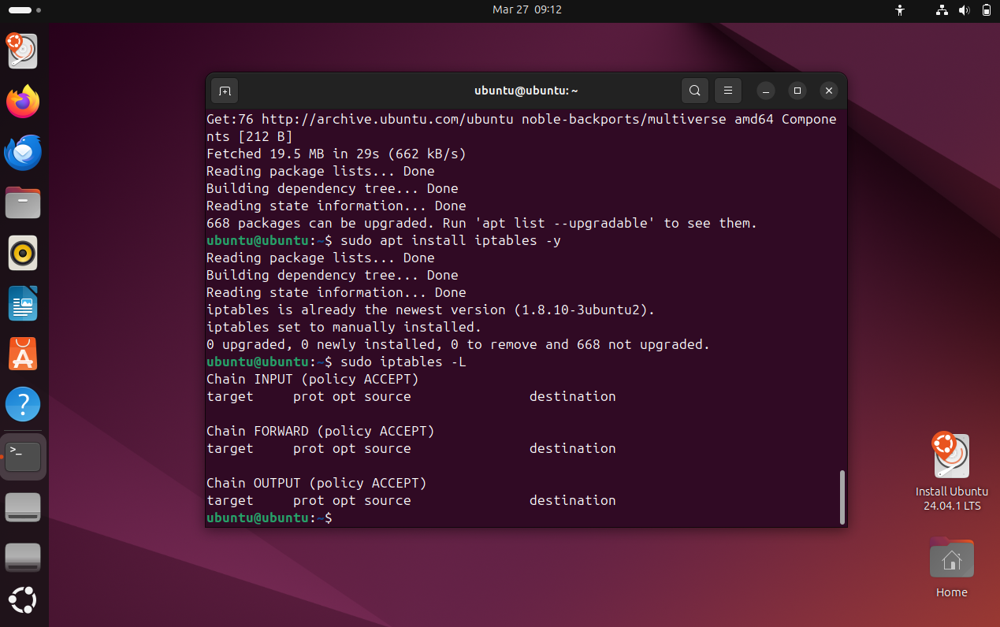 Mar 27 09:12
ubuntu@ubuntu: ~
Get:76 http://archive.ubuntu.com/ubuntu noble-backports/multiverse amd64 Compone
nts [212 B]
Fetched 19.5 MB in 29s (662 kB/s)
Reading package lists... Done
Building dependency tree... Done
Reading state information... Done
668 packages can be upgraded. Run 'apt list --upgradable' to see them.
ubuntu@ubuntu:~$ sudo apt install iptables -y
Reading package lists... Done
Building dependency tree... Done
Reading state information... Done
iptables is already the newest version (1.8.10-3ubuntu2).
iptables set to manually installed.
0 upgraded, 0 newly installed, 0 to remove and 668 not upgraded.
ubuntu@ubuntu:~$ sudo iptables -L
Chain INPUT (policy ACCEPT)
target     prot opt source               destination

Chain FORWARD (policy ACCEPT)
target     prot opt source               destination

Chain OUTPUT (policy ACCEPT)
target     prot opt source               destination
ubuntu@ubuntu:~$
Install Ubuntu
24.04.1 LTS
Home